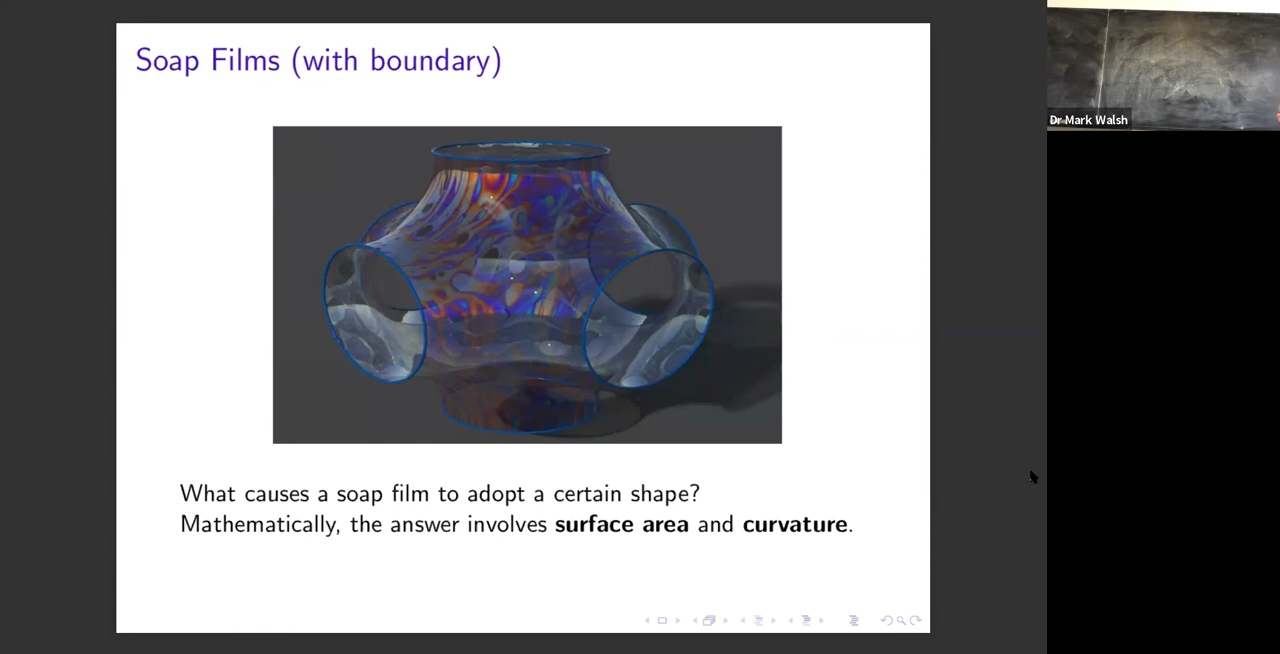 Soap Films (with boundary)
Dr Mark Walsh
What causes a soap film to adopt a certain shape?
Mathematically, the answer involves surface area and curvature.